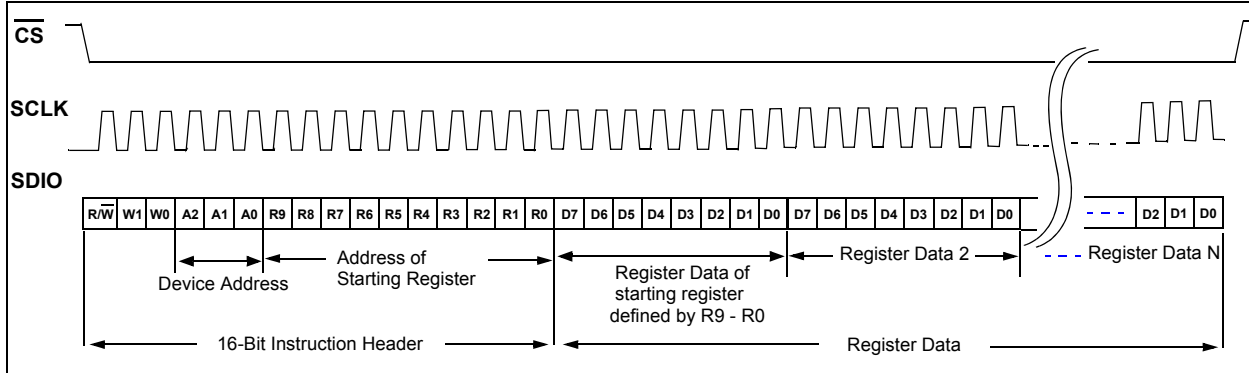 CS
SCLK
SDIO
R/W W1 W0 A2 A1 A0 R9 R8 R7 R6 R5 R4 R3 R2 R1 R0 D7 D6 D5 D4 D3 D2 D1 D0 D7 D6 D5 D4 D3 D2 D1 D0 D2 D1 D0
Device Address
Address of
Starting Register
Register Data of
starting register
defined by R9 - R0
Register Data 2
Register Data N
16-Bit Instruction Header
Register Data